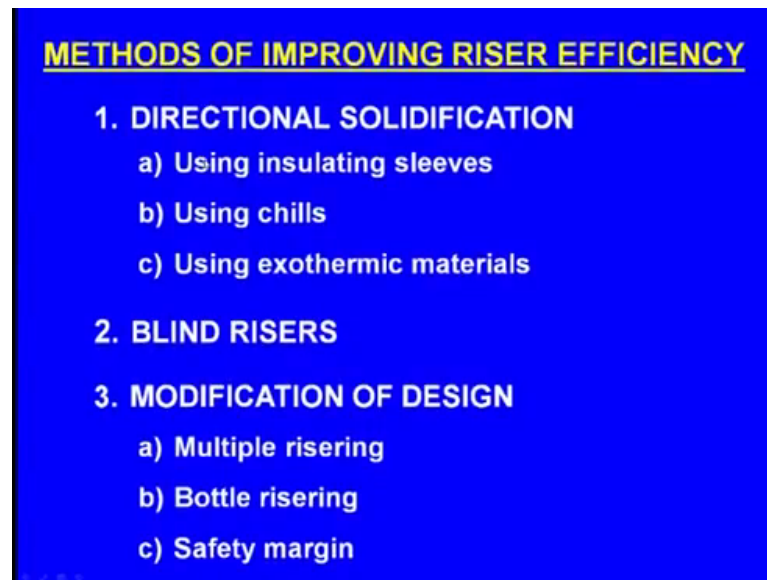 METHODS OF IMPROVING RISER EFFICIENCY
1. DIRECTIONAL SOLIDIFICATION
a) Using insulating sleeves
b) Using chills
c) Using exothermic materials
2. BLIND RISERS
3. MODIFICATION OF DESIGN
a) Multiple risering
b) Bottle risering
c) Safety margin